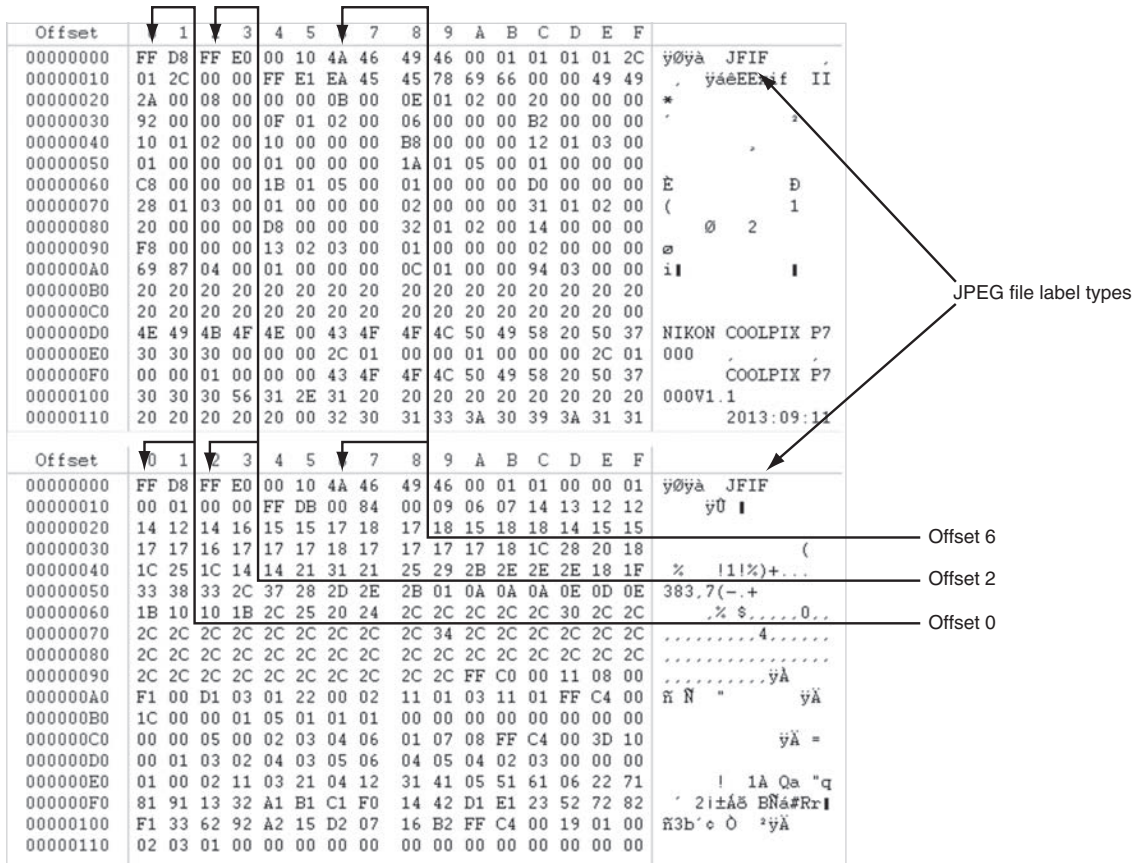 Offset 1 3 4 5 7 8 9 A B C D E F
00000000 FF D8 FF E0 00 10 4A 46 49 46 00 01 01 01 01 2C ÿØÿà JFIF ,
00000010 01 2C 00 00 FF E1 EA 45 45 78 69 66 00 00 49 49 , ÿáêEExif II
00000020 2A 00 08 00 00 00 0B 00 0E 01 02 00 20 00 00 00 *
00000030 92 00 00 00 0F 01 02 00 06 00 00 00 B2 00 00 00 ´ ²
00000040 10 01 02 00 10 00 00 00 B8 00 00 00 12 01 03 00 ¸
00000050 01 00 00 00 01 00 00 00 1A 01 05 00 01 00 00 00
00000060 C8 00 00 00 1B 01 05 00 01 00 00 00 D0 00 00 00 È Ð
00000070 28 01 03 00 01 00 00 00 02 00 00 00 31 01 02 00 ( 1
00000080 20 00 00 00 D8 00 00 00 32 01 02 00 14 00 00 00 Ø 2
00000090 F8 00 00 00 13 02 03 00 01 00 00 00 02 00 00 00 ø
000000A0 69 87 04 00 01 00 00 00 0C 01 00 00 94 03 00 00 i▮ ▮
000000B0 20 20 20 20 20 20 20 20 20 20 20 20 20 20 20 20
000000C0 20 20 20 20 20 20 20 20 20 20 20 20 20 20 20 00
000000D0 4E 49 4B 4F 4E 00 43 4F 4F 4C 50 49 58 20 50 37 NIKON COOLPIX P7
000000E0 30 30 30 00 00 00 2C 01 00 00 01 00 00 00 2C 01 000 , ,
000000F0 00 00 01 00 00 00 43 4F 4F 4C 50 49 58 20 50 37 COOLPIX P7
00000100 30 30 30 56 31 2E 31 20 20 20 20 20 20 20 20 20 000V1.1
00000110 20 20 20 20 20 00 32 30 31 33 3A 30 39 3A 31 31 2013:09:11
JPEG file label types
Offset 1 3 4 5 7 8 9 A B C D E F
00000000 FF D8 FF E0 00 10 4A 46 49 46 00 01 01 00 00 01 ÿØÿà JFIF
00000010 00 01 00 00 FF DB 00 84 00 09 06 07 14 13 12 12 ÿÛ ▮
00000020 14 12 14 16 15 15 17 18 17 18 15 18 18 14 15 15
00000030 17 17 16 17 17 17 18 17 17 17 17 18 1C 28 20 18 (
00000040 1C 25 1C 14 14 21 31 21 25 29 2B 2E 2E 2E 18 1F % !1!%)+...
00000050 33 38 33 2C 37 28 2D 2E 2B 01 0A 0A 0A 0E 0D 0E 383,7(-.+
00000060 1B 10 10 1B 2C 25 20 24 2C 2C 2C 2C 2C 30 2C 2C ,% $,,,,,0,,
00000070 2C 2C 2C 2C 2C 2C 2C 2C 2C 34 2C 2C 2C 2C 2C 2C ,,,,,,,,,4,,,,,,
00000080 2C 2C 2C 2C 2C 2C 2C 2C 2C 2C 2C 2C 2C 2C 2C 2C ,,,,,,,,,,,,,,,,
00000090 2C 2C 2C 2C 2C 2C 2C 2C 2C 2C FF C0 00 11 08 00 ,,,,,,,,,,ÿÀ
000000A0 F1 00 D1 03 01 22 00 02 11 01 03 11 01 FF C4 00 ñ Ñ " ÿÄ
000000B0 1C 00 00 01 05 01 01 01 00 00 00 00 00 00 00 00
000000C0 00 00 05 00 02 03 04 06 01 07 08 FF C4 00 3D 10 ÿÄ =
000000D0 00 01 03 02 04 03 05 06 04 05 04 02 03 00 00 00
000000E0 01 00 02 11 03 21 04 12 31 41 05 51 61 06 22 71 ! 1A Qa "q
000000F0 81 91 13 32 A1 B1 C1 F0 14 42 D1 E1 23 52 72 82 ´ 2¡±Áð BÑá#Rr▮
00000100 F1 33 62 92 A2 15 D2 07 16 B2 FF C4 00 19 01 00 ñ3b´¢ Ò ²ÿÄ
00000110 02 03 01 00 00 00 00 00 00 00 00 00 00 00 00 00
Offset 6
Offset 2
Offset 0